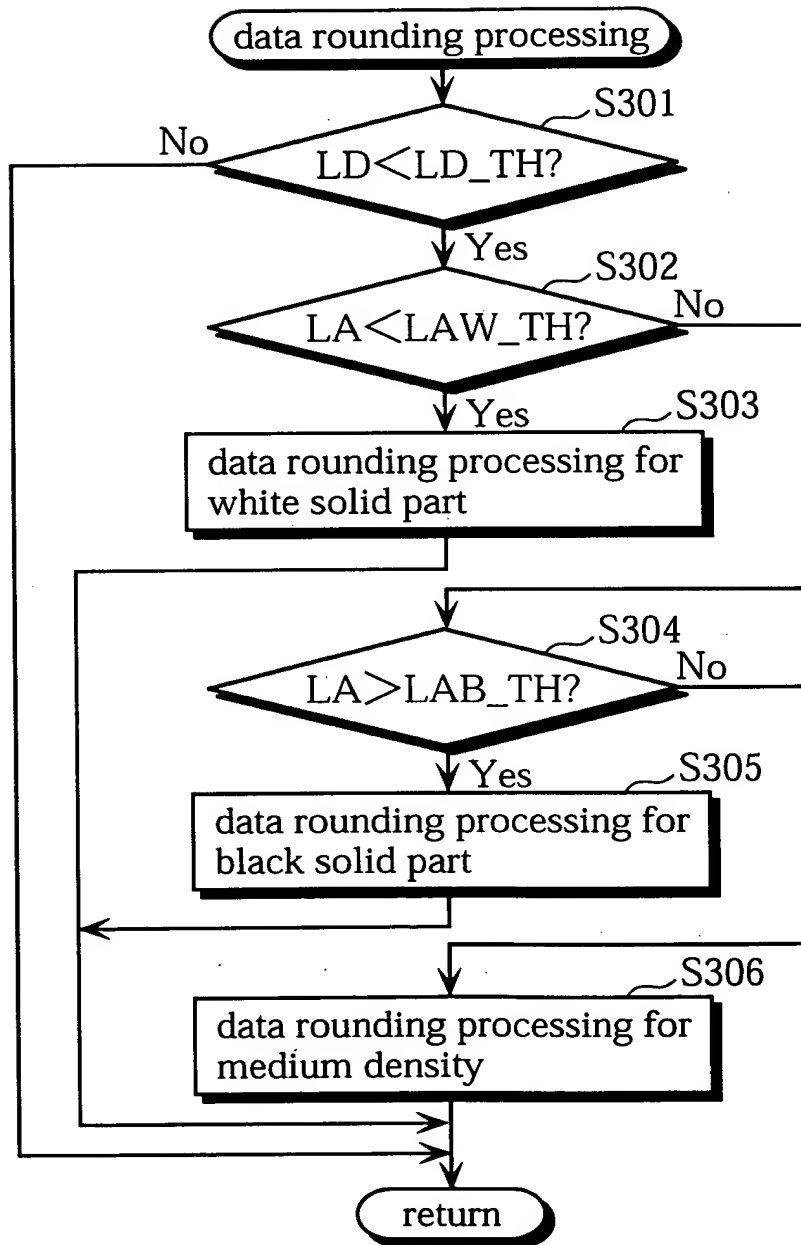 data rounding processing
S301
No
LD<LD_TH?
Yes
S302
No
LA<LAW_TH?
Yes
S303
data rounding processing for
white solid part
S304
No
LA>LAB_TH?
Yes
S305
data rounding processing for
black solid part
S306
data rounding processing for
medium density
return